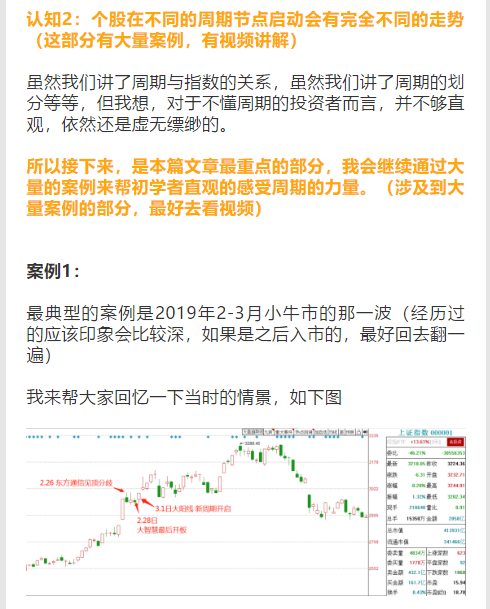 认知2：个股在不同的周期节点启动会有完全不同的走势
（这部分有大量案例，有视频讲解）
虽然我们讲了周期与指数的关系，虽然我们讲了周期的划
分等等，但我想，对于不懂周期的投资者而言，并不够直
观，依然还是虚无缥缈的。
所以接下来，是本篇文章最重点的部分，我会继续通过大
量的案例来帮初学者直观的感受周期的力量。（涉及到大
量案例的部分，最好去看视频）
案例1：
最典型的案例是2019年2-3月小牛市的那一波（经历过
的应该印象会比较深，如果是之后入市的，最好回去翻一
遍）
我来帮大家回忆一下当时的情景，如下图
上证指数 000001
2.26 东方通信见顶分歧
3.1日大阳线 新周期开启
2.28日
大智慧最后开板